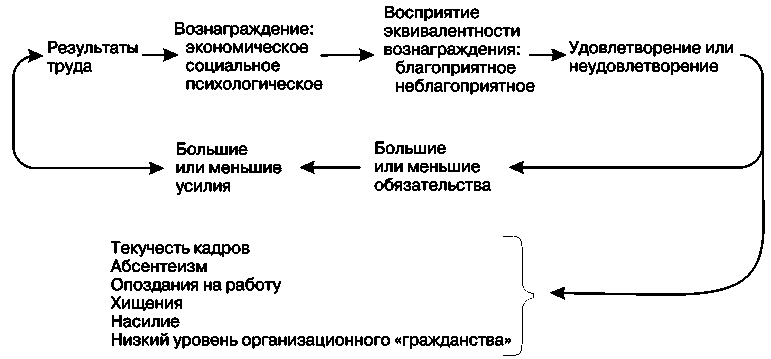 Результаты
труда
Вознаграждение:
экономическое
социальное
психологическое
Восприятие
эквивалентности
вознаграждения:
благоприятное
неблагоприятное
Удовлетворение или
неудовлетворение
Большие
или меньшие
усилия
Большие
или меньшие
обязательства
Текучесть кадров
Абсентеизм
Опоздания на работу
Хищения
Насилие
Низкий уровень организационного «гражданства»